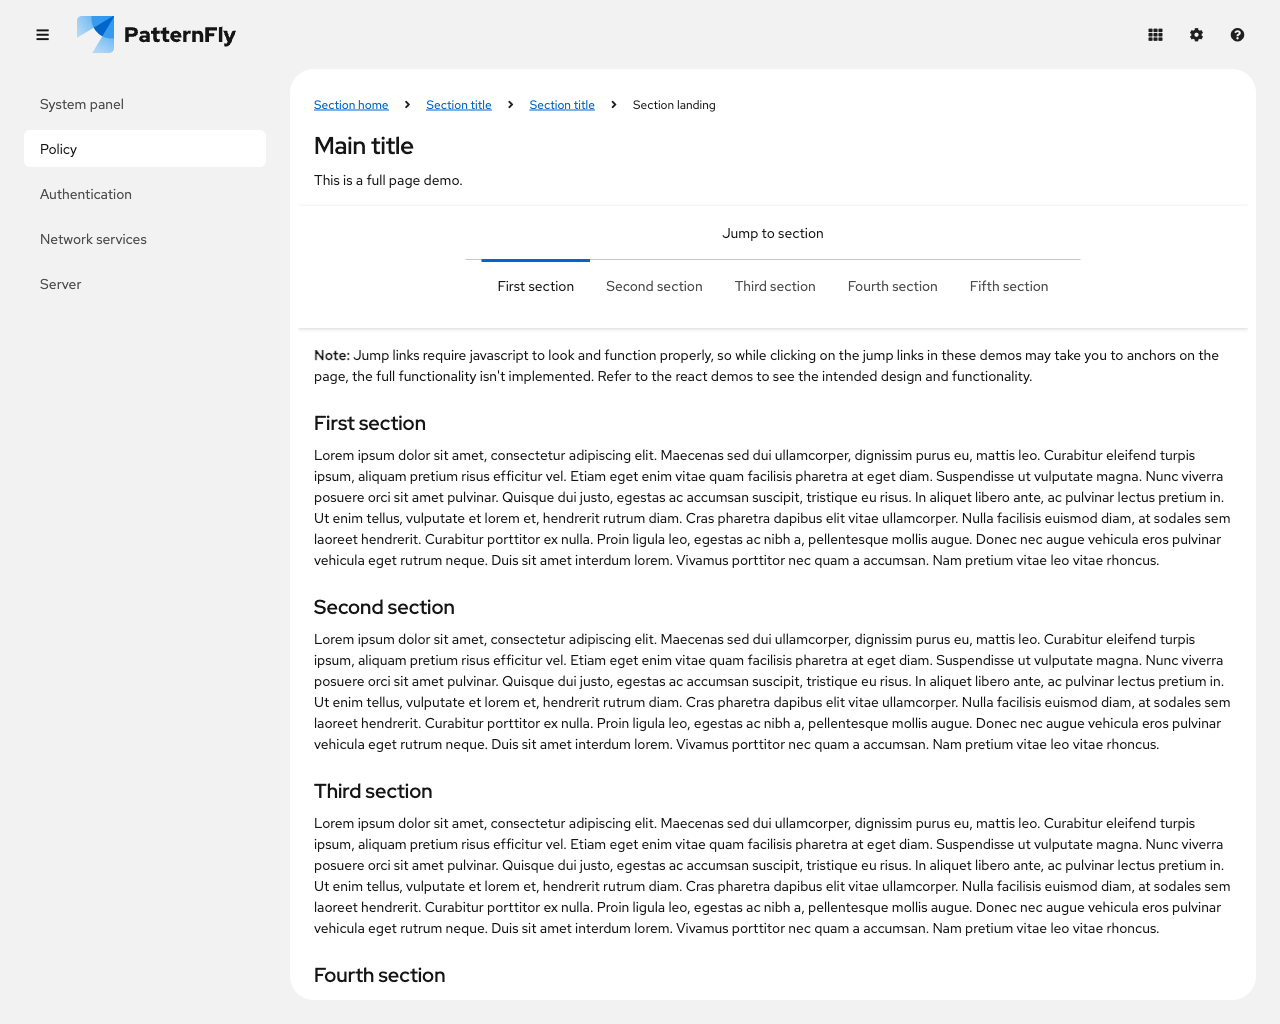 PatternFly
System panel
Policy
Authentication
Network services
Server
Section home
Section title
Section title
Section landing
Main title
This is a full page demo.
Jump to section
First section
Second section
Third section
Fourth section
Fifth section
Note: Jump links require javascript to look and function properly, so while clicking on the jump links in these demos may take you to anchors on the
page, the full functionality isn't implemented. Refer to the react demos to see the intended design and functionality.
First section
Lorem ipsum dolor sit amet, consectetur adipiscing elit. Maecenas sed dui ullamcorper, dignissim purus eu, mattis leo. Curabitur eleifend turpis
ipsum, aliquam pretium risus efficitur vel. Etiam eget enim vitae quam facilisis pharetra at eget diam. Suspendisse ut vulputate magna. Nunc viverra
posuere orci sit amet pulvinar. Quisque dui justo, egestas ac accumsan suscipit, tristique eu risus. In aliquet libero ante, ac pulvinar lectus pretium in.
Ut enim tellus, vulputate et lorem et, hendrerit rutrum diam. Cras pharetra dapibus elit vitae ullamcorper. Nulla facilisis euismod diam, at sodales sem
laoreet hendrerit. Curabitur porttitor ex nulla. Proin ligula leo, egestas ac nibh a, pellentesque mollis augue. Donec nec augue vehicula eros pulvinar
vehicula eget rutrum neque. Duis sit amet interdum lorem. Vivamus porttitor nec quam a accumsan. Nam pretium vitae leo vitae rhoncus.
Second section
Lorem ipsum dolor sit amet, consectetur adipiscing elit. Maecenas sed dui ullamcorper, dignissim purus eu, mattis leo. Curabitur eleifend turpis
ipsum, aliquam pretium risus efficitur vel. Etiam eget enim vitae quam facilisis pharetra at eget diam. Suspendisse ut vulputate magna. Nunc viverra
posuere orci sit amet pulvinar. Quisque dui justo, egestas ac accumsan suscipit, tristique eu risus. In aliquet libero ante, ac pulvinar lectus pretium in.
Ut enim tellus, vulputate et lorem et, hendrerit rutrum diam. Cras pharetra dapibus elit vitae ullamcorper. Nulla facilisis euismod diam, at sodales sem
laoreet hendrerit. Curabitur porttitor ex nulla. Proin ligula leo, egestas ac nibh a, pellentesque mollis augue. Donec nec augue vehicula eros pulvinar
vehicula eget rutrum neque. Duis sit amet interdum lorem. Vivamus porttitor nec quam a accumsan. Nam pretium vitae leo vitae rhoncus.
Third section
Lorem ipsum dolor sit amet, consectetur adipiscing elit. Maecenas sed dui ullamcorper, dignissim purus eu, mattis leo. Curabitur eleifend turpis
ipsum, aliquam pretium risus efficitur vel. Etiam eget enim vitae quam facilisis pharetra at eget diam. Suspendisse ut vulputate magna. Nunc viverra
posuere orci sit amet pulvinar. Quisque dui justo, egestas ac accumsan suscipit, tristique eu risus. In aliquet libero ante, ac pulvinar lectus pretium in.
Ut enim tellus, vulputate et lorem et, hendrerit rutrum diam. Cras pharetra dapibus elit vitae ullamcorper. Nulla facilisis euismod diam, at sodales sem
laoreet hendrerit. Curabitur porttitor ex nulla. Proin ligula leo, egestas ac nibh a, pellentesque mollis augue. Donec nec augue vehicula eros pulvinar
vehicula eget rutrum neque. Duis sit amet interdum lorem. Vivamus porttitor nec quam a accumsan. Nam pretium vitae leo vitae rhoncus.
Fourth section